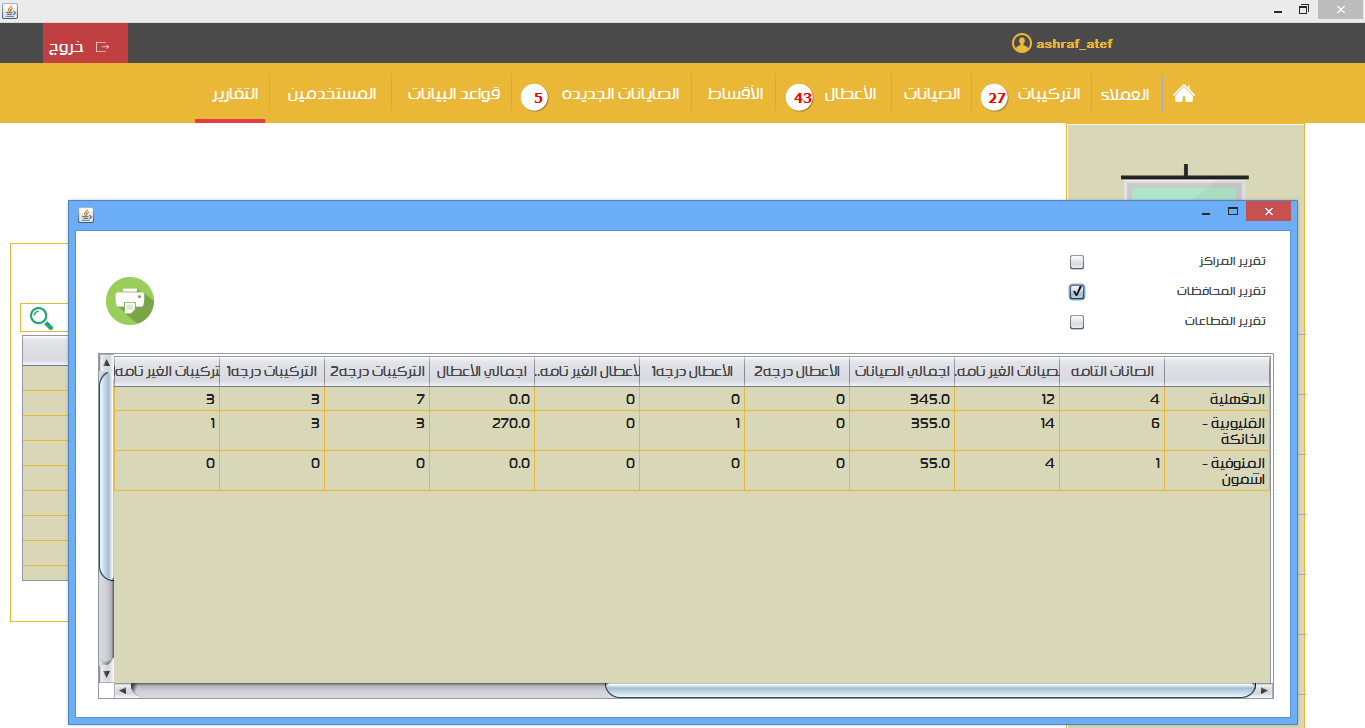 خروج
ashraf_atef
العملاء
التركيبات 27
الصيانات
الأعطال 43
الأقساط
الصايانات الجديده 5
قواعد البيانات
المستخدمين
التقارير
تقرير المراكز
تقرير المحافظات
تقرير القطاعات
الصانات التامه لصيانات الغير تامه. اجمالي الصيانات الأعطال درجه2 الأعطال درجه1 لأعطال الغير تامه.. اجمالي الأعطال التركيبات درجه2 التركيبات درجه1 تركيبات الغير تامه
الدقهلية 4 12 345.0 0 0 0 0.0 7 3 3
القليوبية - 6 14 355.0 0 1 0 270.0 3 3 1
الخانكة
المنوفية - 1 4 55.0 0 0 0 0.0 0 0 0
اشمون